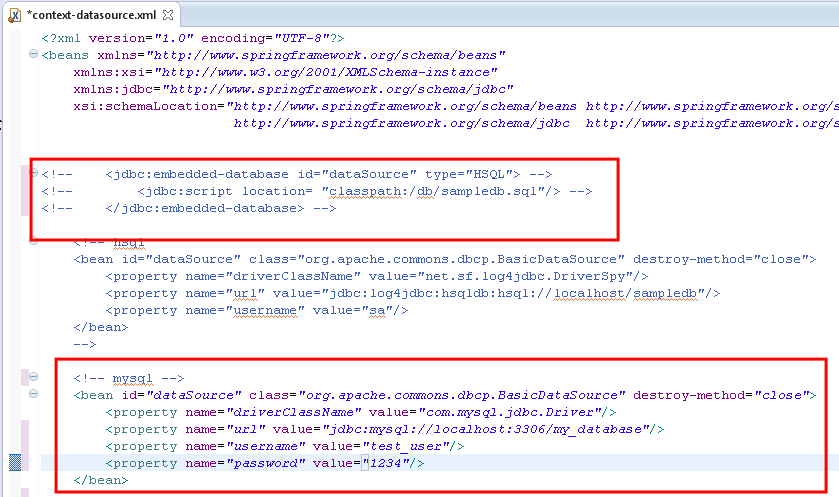 *context-datasource.xml
<?xml version="1.0" encoding="UTF-8"?>
<beans xmlns="http://www.springframework.org/schema/beans"
xmlns:xsi="http://www.w3.org/2001/XMLSchema-instance"
xmlns:jdbc="http://www.springframework.org/schema/jdbc"
xsi:schemaLocation="http://www.springframework.org/schema/beans http://www.springframework.org/s
http://www.springframework.org/schema/jdbc http://www.springframework.org/s
<!-- <jdbc:embedded-database id="dataSource" type="HSQL"> -->
<!-- <jdbc:script location= "classpath:/db/sampledb.sql"/> -->
<!-- </jdbc:embedded-database> -->
<!-- hsql
<bean id="dataSource" class="org.apache.commons.dbcp.BasicDataSource" destroy-method="close">
<property name="driverClassName" value="net.sf.log4jdbc.DriverSpy"/>
<property name="url" value="jdbc:log4jdbc:hsqldb:hsql://localhost/sampledb"/>
<property name="username" value="sa"/>
</bean>
-->
<!-- mysql -->
<bean id="dataSource" class="org.apache.commons.dbcp.BasicDataSource" destroy-method="close">
<property name="driverClassName" value="com.mysql.jdbc.Driver"/>
<property name="url" value="jdbc:mysql://localhost:3306/my_database"/>
<property name="username" value="test_user"/>
<property name="password" value="1234"/>
</bean>